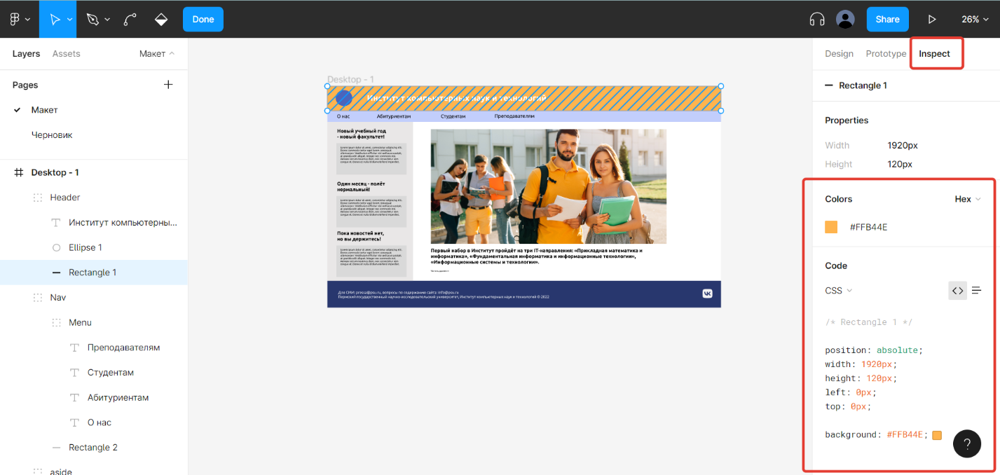 Done
Share
26%
Layers
Assets
Макет
Pages
Макет
Черновик
Desktop - 1
Header
Институт компьютерны...
Ellipse 1
Rectangle 1
Nav
Menu
Преподавателям
Студентам
Абитуриентам
О нас
Rectangle 2
aside
Desktop - 1
Институт компьютерных наук и технологий
О нас
Абитуриентам
Студентам
Преподавателям
Новый учебный год
- новый факультет!
Один месяц - полёт
нормальный!
Пока новостей нет,
но вы держитесь!
Первый набор в Институт пройдёт на три IT-направления: «Прикладная математика и
информатика», «Фундаментальная информатика и информационные технологии»,
«Информационные системы и технологии».
Для СМИ: pressa@psu.ru, вопросы по содержанию сайта: info@psu.ru
Пермский государственный научно-исследовательский университет, Институт компьютерных наук и технологий © 2022
Design
Prototype
Inspect
Rectangle 1
Properties
Width
1920px
Height
120px
Colors
Hex
#FFB44E
Code
CSS
/* Rectangle 1 */
position: absolute;
width: 1920px;
height: 120px;
left: 0px;
top: 0px;
background: #FFB44E;
?